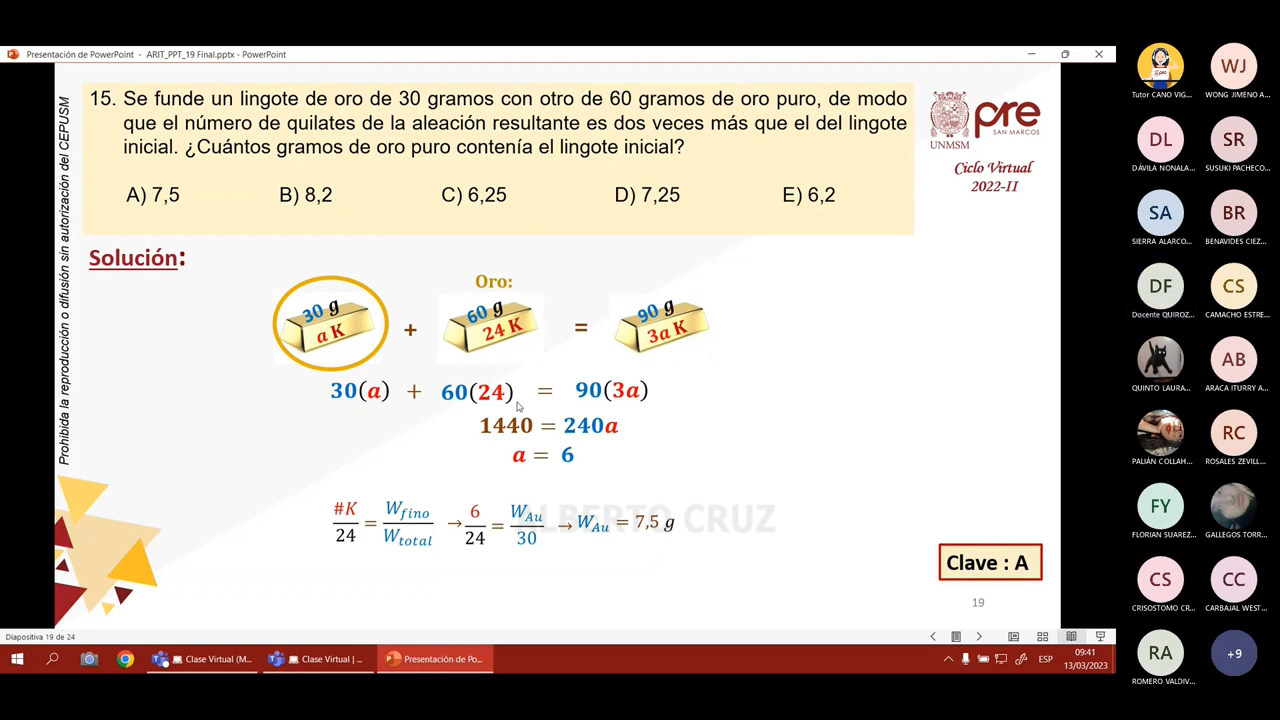 Presentación de PowerPoint - ARIT_PPT_19 Final.pptx - PowerPoint
15. Se funde un lingote de oro de 30 gramos con otro de 60 gramos de oro puro, de modo
que el número de quilates de la aleación resultante es dos veces más que el del lingote
inicial. ¿Cuántos gramos de oro puro contenía el lingote inicial?
A) 7,5 B) 8,2 C) 6,25 D) 7,25 E) 6,2
UNMSM
pre
SAN MARCOS
Ciclo Virtual
2022-II
Prohibida la reproducción o difusión sin autorización del CEPUSM
Solución:
Oro:
30 g
a K
+
60 g
24 K
=
90 g
3a K
30(a) + 60(24) = 90(3a)
1440 = 240a
a = 6
#K/24 = W_fino/W_total → 6/24 = W_Au/30 → W_Au = 7,5 g
ALBERTO CRUZ
Clave : A
19
Diapositiva 19 de 24
Clase Virtual (M...
Clase Virtual | ...
Presentación de Po...
ESP
09:41
13/03/2023
Tutor CANO VIG...
WJ
WONG JIMENO A...
DL
DÁVILA NONALA...
SR
SUSUKI PACHECO...
SA
SIERRA ALARCO...
BR
BENAVIDES CIEZ...
DF
Docente QUIROZ...
CS
CAMACHO ESTRE...
QUINTO LAURA...
AB
ARACA ITURRY A...
PALIÁN COLLAH...
RC
ROSALES ZEVILL...
FY
FLORIAN SUAREZ...
GALLEGOS TORR...
CS
CRISOSTOMO CR...
CC
CARBAJAL WEST...
RA
ROMERO VALDIV...
+9